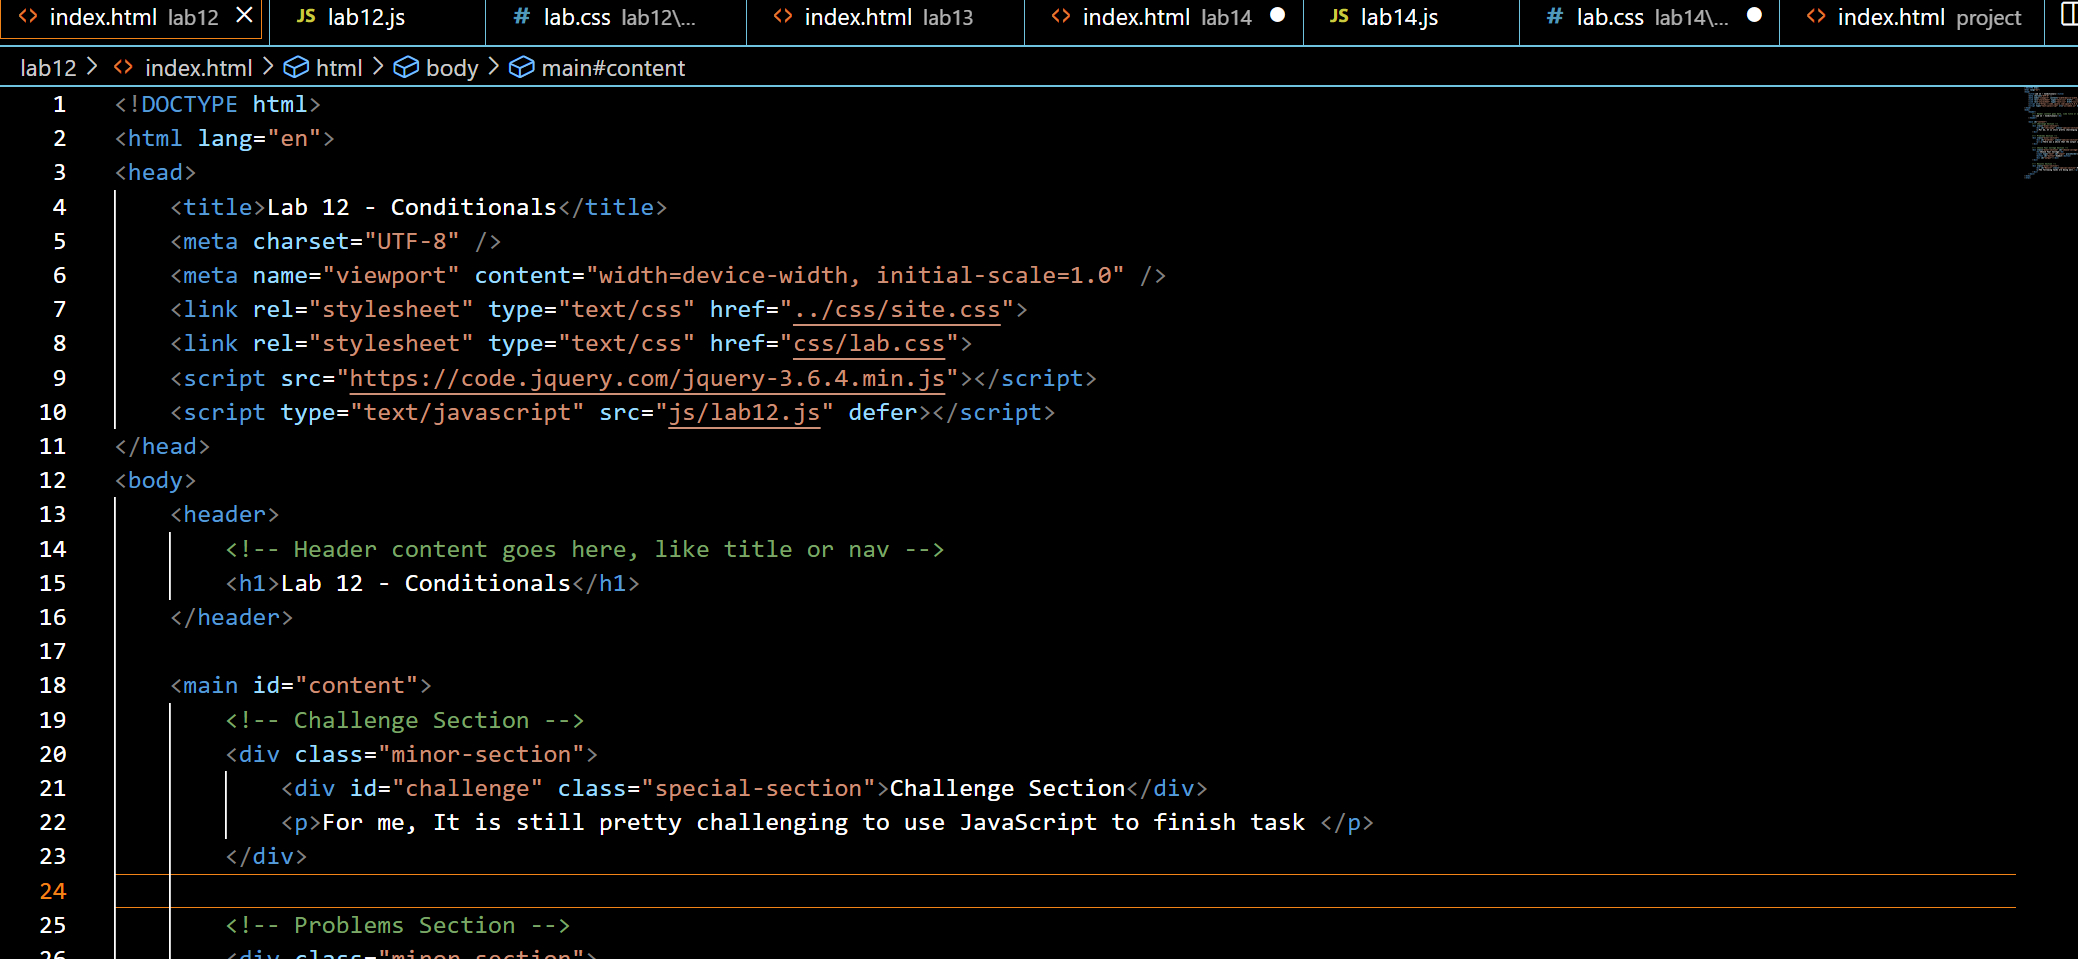 index.html lab12 JS lab12.js # lab.css lab12\... index.html lab13 index.html lab14 JS lab14.js # lab.css lab14\... index.html project
lab12 > index.html > html > body > main#content
1 <!DOCTYPE html>
2 <html lang="en">
3 <head>
4 <title>Lab 12 - Conditionals</title>
5 <meta charset="UTF-8" />
6 <meta name="viewport" content="width=device-width, initial-scale=1.0" />
7 <link rel="stylesheet" type="text/css" href="../css/site.css">
8 <link rel="stylesheet" type="text/css" href="css/lab.css">
9 <script src="https://code.jquery.com/jquery-3.6.4.min.js"></script>
10 <script type="text/javascript" src="js/lab12.js" defer></script>
11 </head>
12 <body>
13 <header>
14 <!-- Header content goes here, like title or nav -->
15 <h1>Lab 12 - Conditionals</h1>
16 </header>
17
18 <main id="content">
19 <!-- Challenge Section -->
20 <div class="minor-section">
21 <div id="challenge" class="special-section">Challenge Section</div>
22 <p>For me, It is still pretty challenging to use JavaScript to finish task </p>
23 </div>
24
25 <!-- Problems Section -->
26 <div class="minor-section">